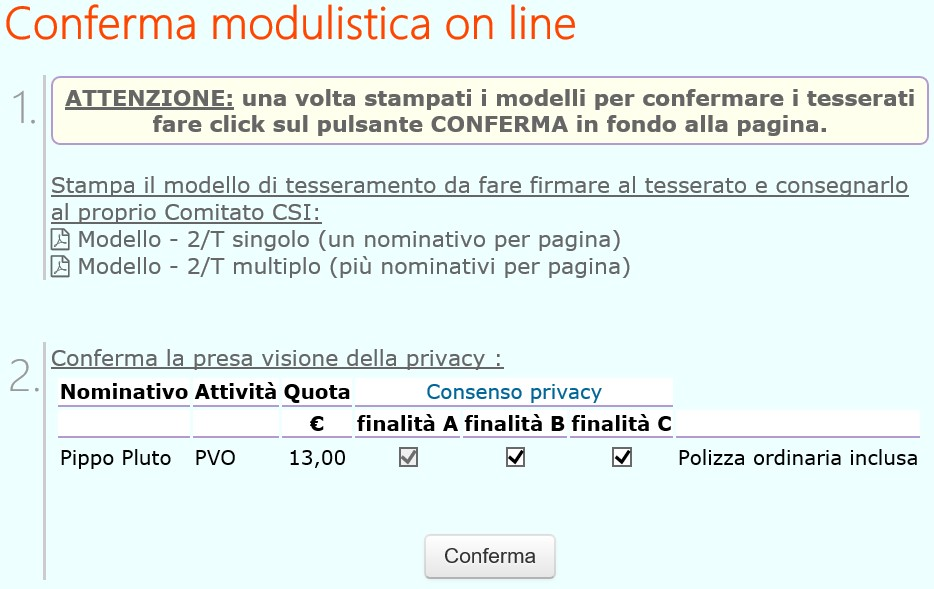 Conferma modulistica on line
1.
ATTENZIONE: una volta stampati i modelli per confermare i tesserati
fare click sul pulsante CONFERMA in fondo alla pagina.
Stampa il modello di tesseramento da fare firmare al tesserato e consegnarlo
al proprio Comitato CSI:
Modello - 2/T singolo (un nominativo per pagina)
Modello - 2/T multiplo (più nominativi per pagina)
2.
Conferma la presa visione della privacy :
Nominativo Attività Quota Consenso privacy
€ finalità A finalità B finalità C
Pippo Pluto PVO 13,00 Polizza ordinaria inclusa
Conferma